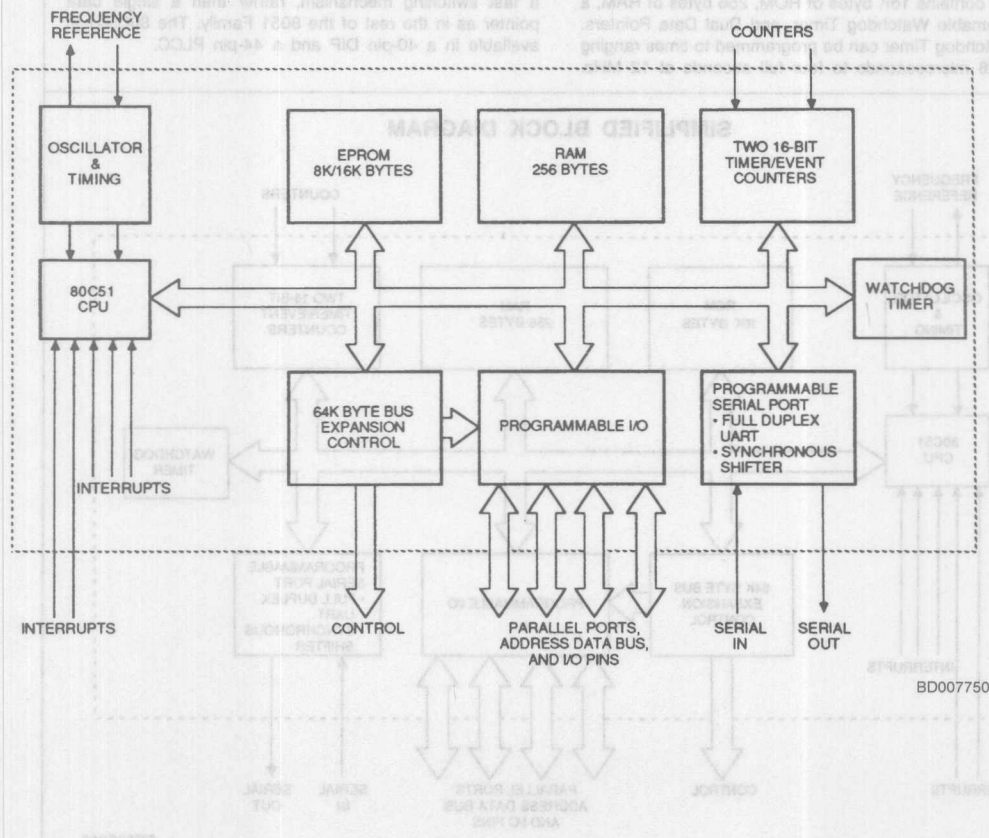 FREQUENCY
REFERENCE
COUNTERS
OSCILLATOR
&
TIMING
EPROM
8K/16K BYTES
RAM
256 BYTES
TWO 16-BIT
TIMER/EVENT
COUNTERS
80C51
CPU
WATCHDOG
TIMER
64K BYTE BUS
EXPANSION
CONTROL
PROGRAMMABLE I/O
PROGRAMMABLE
SERIAL PORT
• FULL DUPLEX
UART
• SYNCHRONOUS
SHIFTER
INTERRUPTS
INTERRUPTS
CONTROL
PARALLEL PORTS,
ADDRESS DATA BUS,
AND I/O PINS
SERIAL
IN
SERIAL
OUT
BD007750